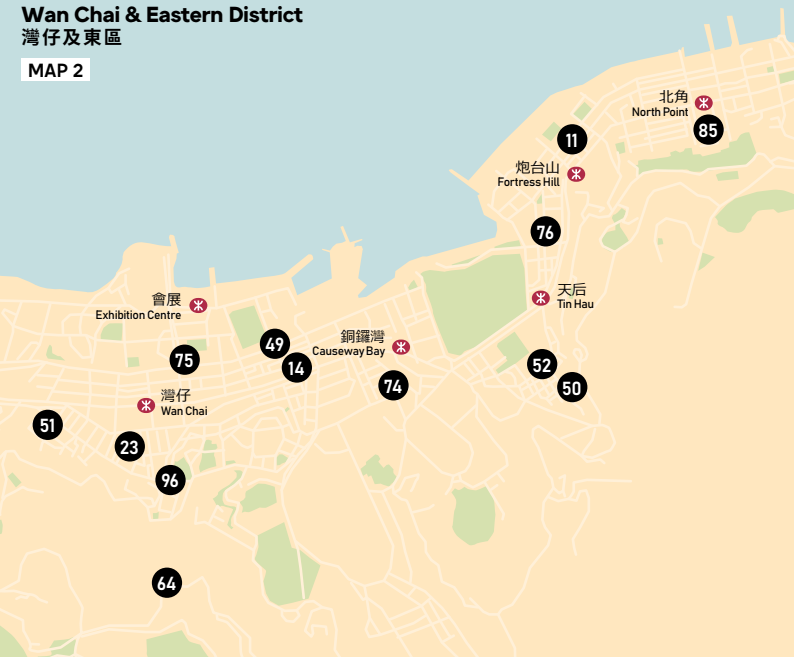 Wan Chai & Eastern District
灣仔及東區
MAP 2
北角
North Point
85
11
炮台山
Fortress Hill
76
天后
Tin Hau
會展
Exhibition Centre
銅鑼灣
Causeway Bay
49
14
75
74
52
50
灣仔
Wan Chai
51
23
96
64